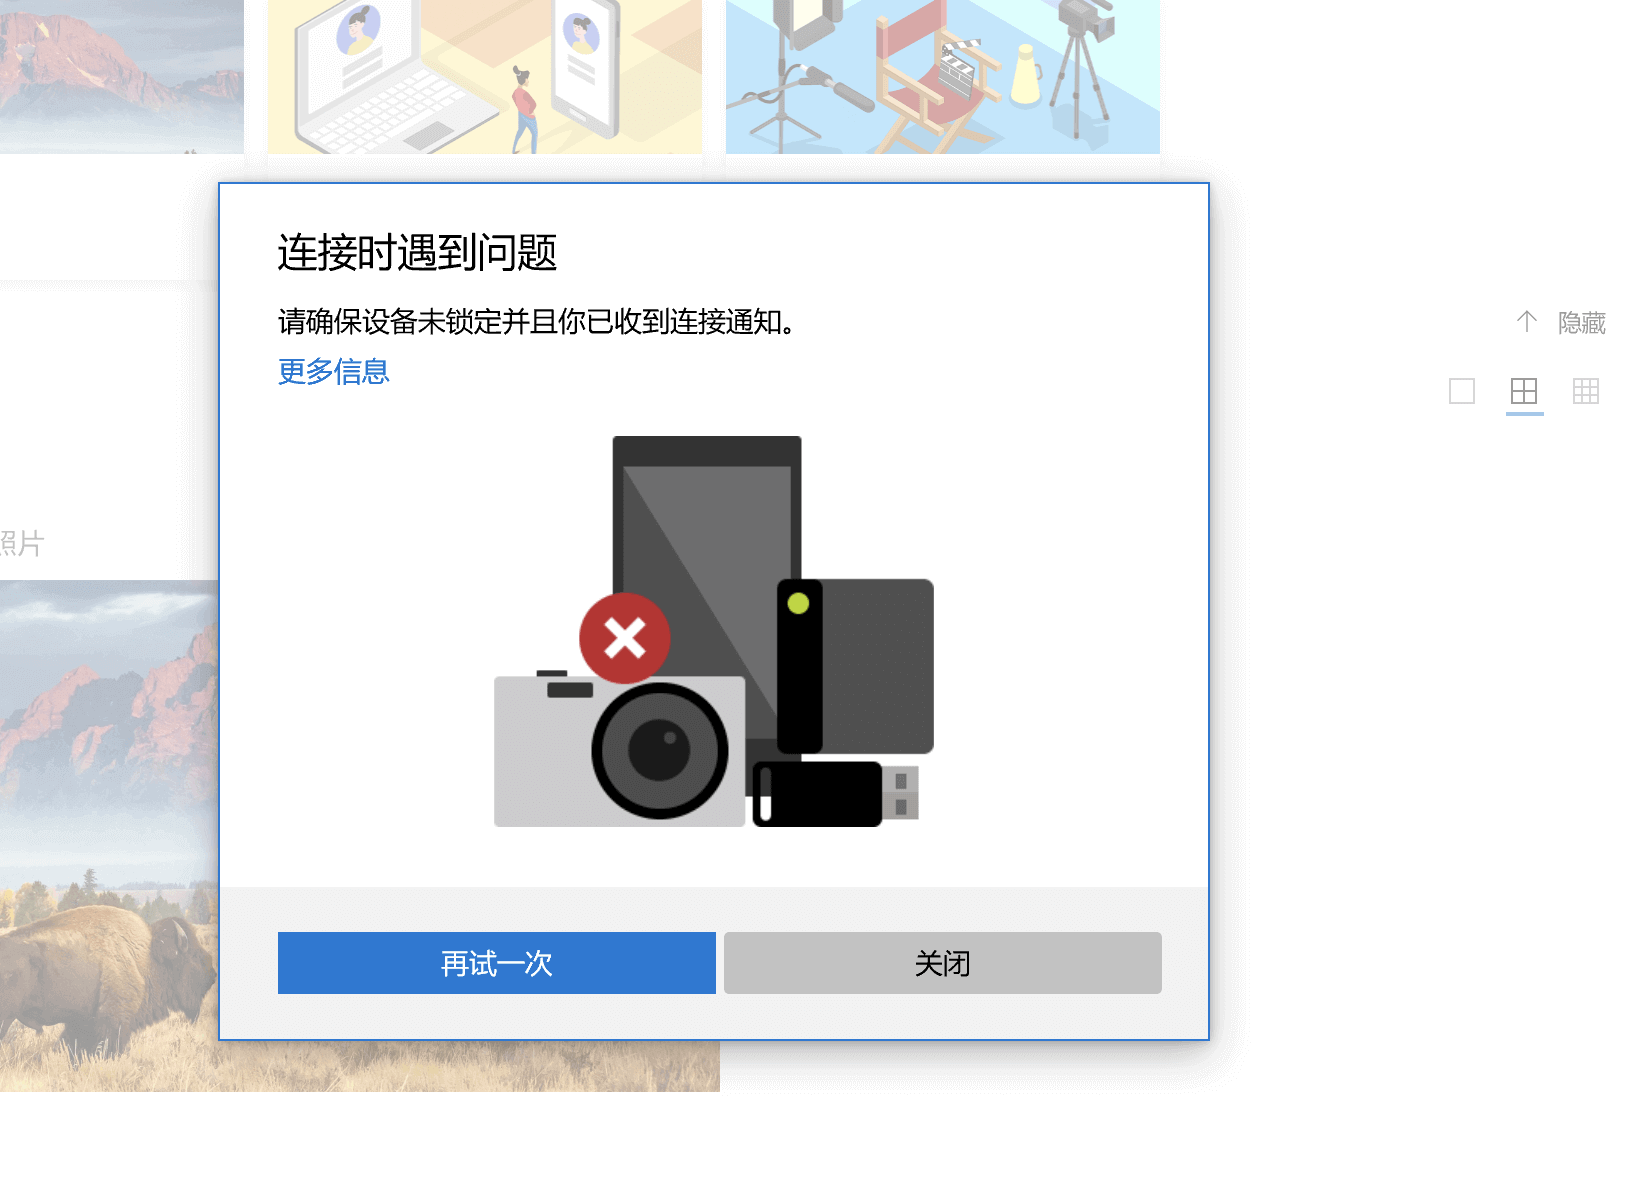 连接时遇到问题
请确保设备未锁定并且你已收到连接通知。
更多信息
隐藏
照片
再试一次
关闭